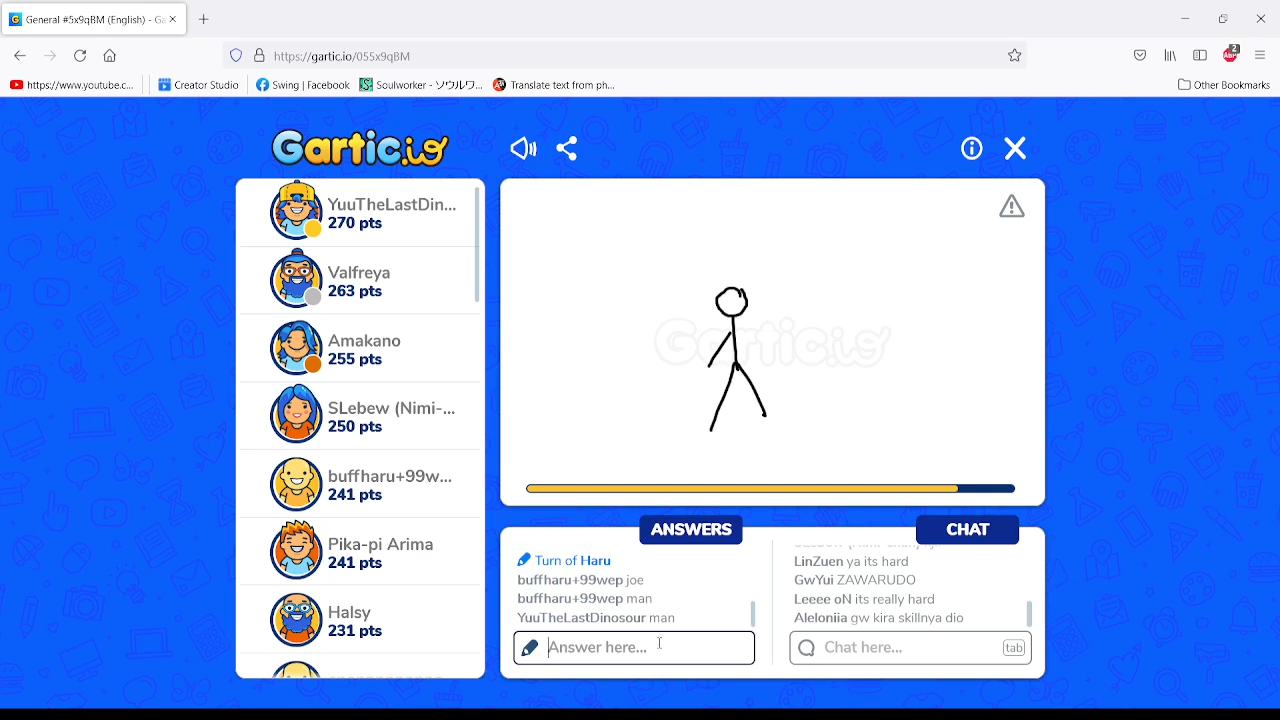 General #5x9qBM (English) - Ga
https://gartic.io/055x9qBM
https://www.youtube.c...
Creator Studio
Swing | Facebook
Soulworker - ソウルワ...
Translate text from ph...
Other Bookmarks
2
Gartic.io
YuuTheLastDin...
270 pts
Valfreya
263 pts
Amakano
255 pts
SLebew (Nimi-...
250 pts
buffharu+99w...
241 pts
Pika-pi Arima
241 pts
Halsy
231 pts
Gartic.io
ANSWERS
Turn of Haru
buffharu+99wep joe
buffharu+99wep man
YuuTheLastDinosour man
Answer here...
CHAT
LinZuen ya its hard
GwYui ZAWARUDO
Leeee oN its really hard
Aleloniia gw kira skillnya dio
Chat here...
tab